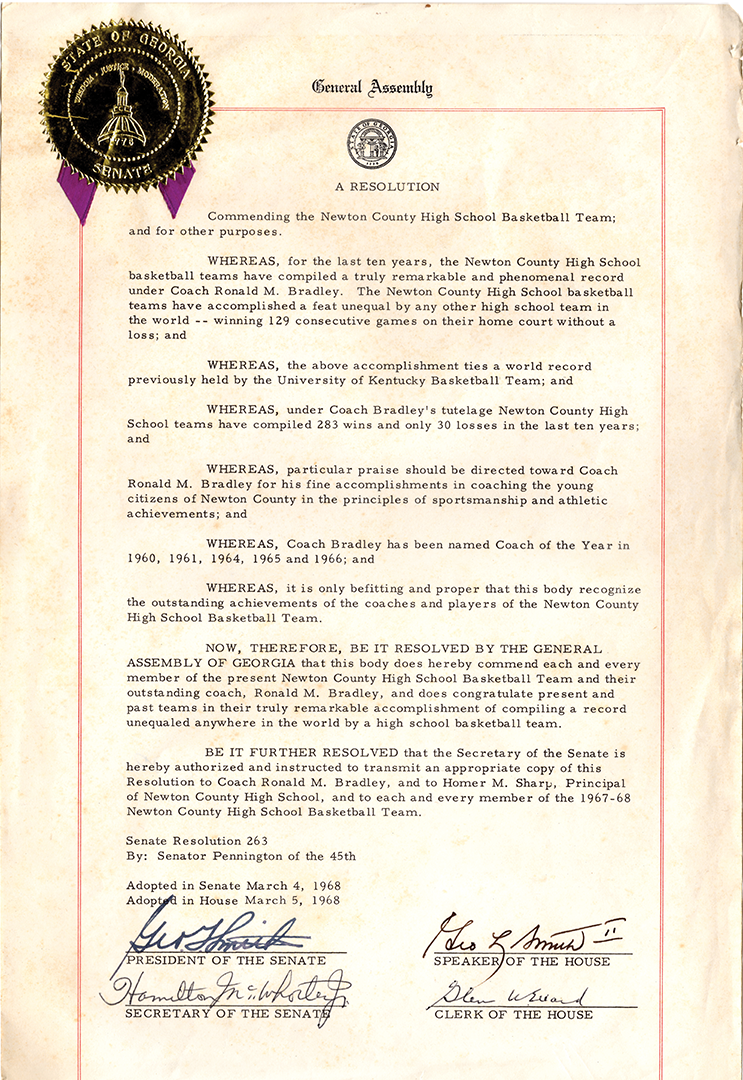 STATE OF GEORGIA
WISDOM JUSTICE MODERATION
1776
SENATE
General Assembly
STATE OF GEORGIA
1776
A RESOLUTION
Commending the Newton County High School Basketball Team;
and for other purposes.
WHEREAS, for the last ten years, the Newton County High School
basketball teams have compiled a truly remarkable and phenomenal record
under Coach Ronald M. Bradley. The Newton County High School basketball
teams have accomplished a feat unequal by any other high school team in
the world -- winning 129 consecutive games on their home court without a
loss; and
WHEREAS, the above accomplishment ties a world record
previously held by the University of Kentucky Basketball Team; and
WHEREAS, under Coach Bradley's tutelage Newton County High
School teams have compiled 283 wins and only 30 losses in the last ten years;
and
WHEREAS, particular praise should be directed toward Coach
Ronald M. Bradley for his fine accomplishments in coaching the young
citizens of Newton County in the principles of sportsmanship and athletic
achievements; and
WHEREAS, Coach Bradley has been named Coach of the Year in
1960, 1961, 1964, 1965 and 1966; and
WHEREAS, it is only befitting and proper that this body recognize
the outstanding achievements of the coaches and players of the Newton County
High School Basketball Team.
NOW, THEREFORE, BE IT RESOLVED BY THE GENERAL
ASSEMBLY OF GEORGIA that this body does hereby commend each and every
member of the present Newton County High School Basketball Team and their
outstanding coach, Ronald M. Bradley, and does congratulate present and
past teams in their truly remarkable accomplishment of compiling a record
unequaled anywhere in the world by a high school basketball team.
BE IT FURTHER RESOLVED that the Secretary of the Senate is
hereby authorized and instructed to transmit an appropriate copy of this
Resolution to Coach Ronald M. Bradley, and to Homer M. Sharp, Principal
of Newton County High School, and to each and every member of the 1967-68
Newton County High School Basketball Team.
Senate Resolution 263
By: Senator Pennington of the 45th
Adopted in Senate March 4, 1968
Adopted in House March 5, 1968
Geo. T Smith
Geo L Smith II
PRESIDENT OF THE SENATE
SPEAKER OF THE HOUSE
Hamilton McWhorter Jr.
Glen W Ellard
SECRETARY OF THE SENATE
CLERK OF THE HOUSE